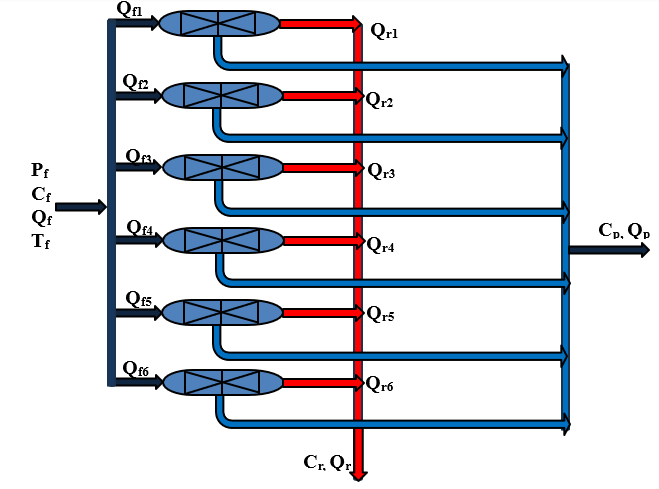 Qf1
Qr1
Qf2
Qr2
Qf3
Qr3
Pf
Cf
Qf
Tf
Qf4
Qr4
Cp, Qp
Qf5
Qr5
Qf6
Qr6
Cr, Qr